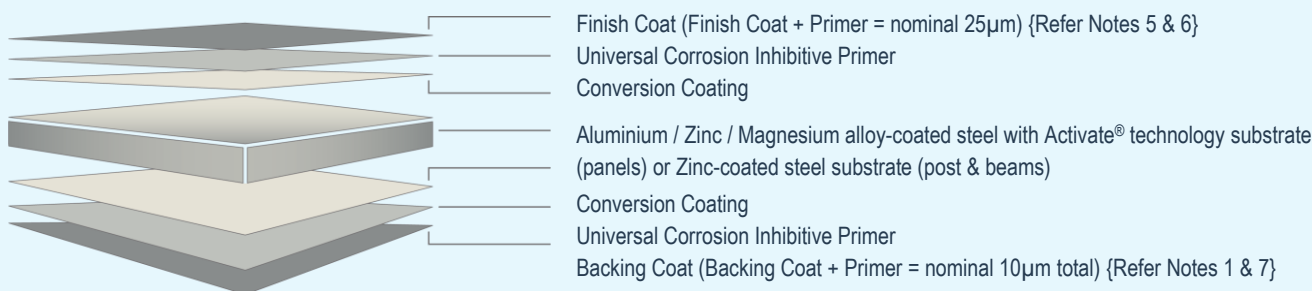 Finish Coat (Finish Coat + Primer = nominal 25µm) {Refer Notes 5 & 6}
Universal Corrosion Inhibitive Primer
Conversion Coating
Aluminium / Zinc / Magnesium alloy-coated steel with Activate® technology substrate
(panels) or Zinc-coated steel substrate (post & beams)
Conversion Coating
Universal Corrosion Inhibitive Primer
Backing Coat (Backing Coat + Primer = nominal 10µm total) {Refer Notes 1 & 7}